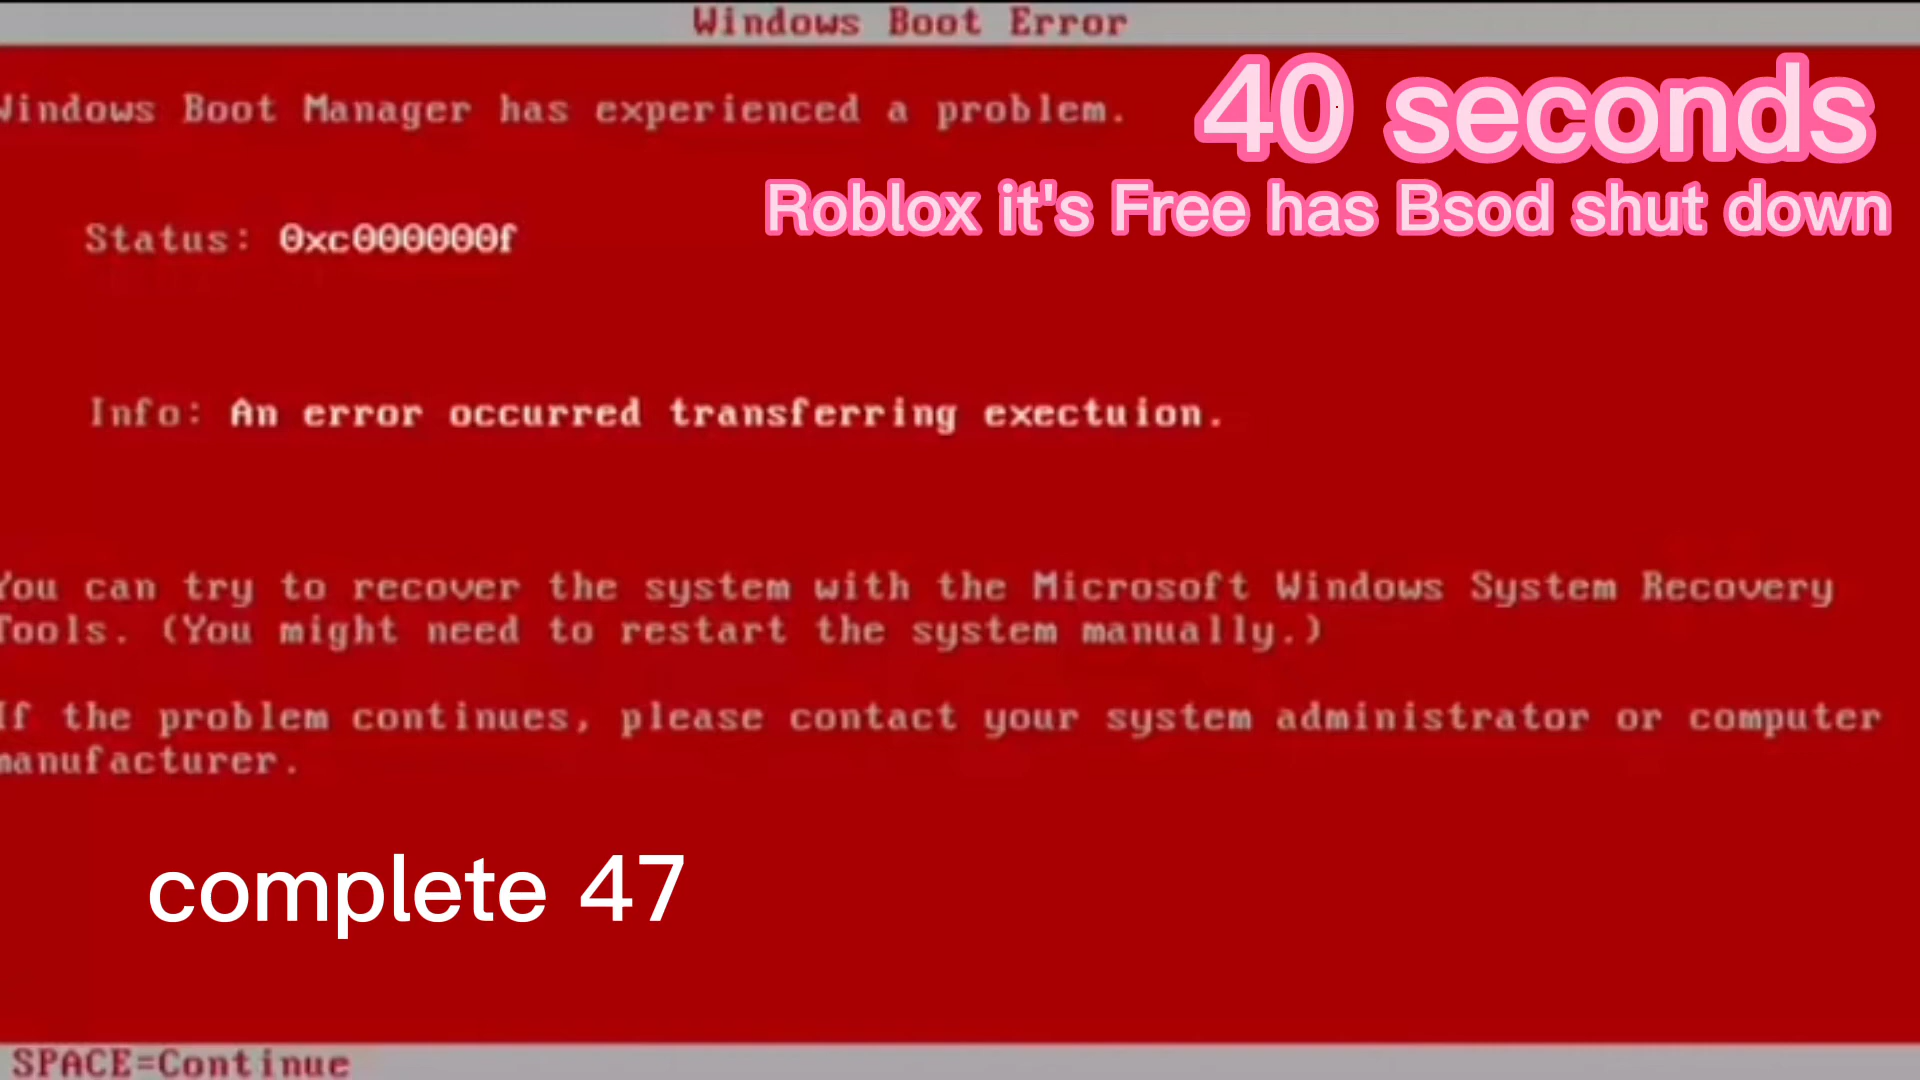 Windows Boot Error
Windows Boot Manager has experienced a problem.
40 seconds
Roblox it's Free has Bsod shut down
Status: 0xc000000f
Info: An error occurred transferring exectuion.
You can try to recover the system with the Microsoft Windows System Recovery
Tools. (You might need to restart the system manually.)
If the problem continues, please contact your system administrator or computer
manufacturer.
complete 47
SPACE=Continue